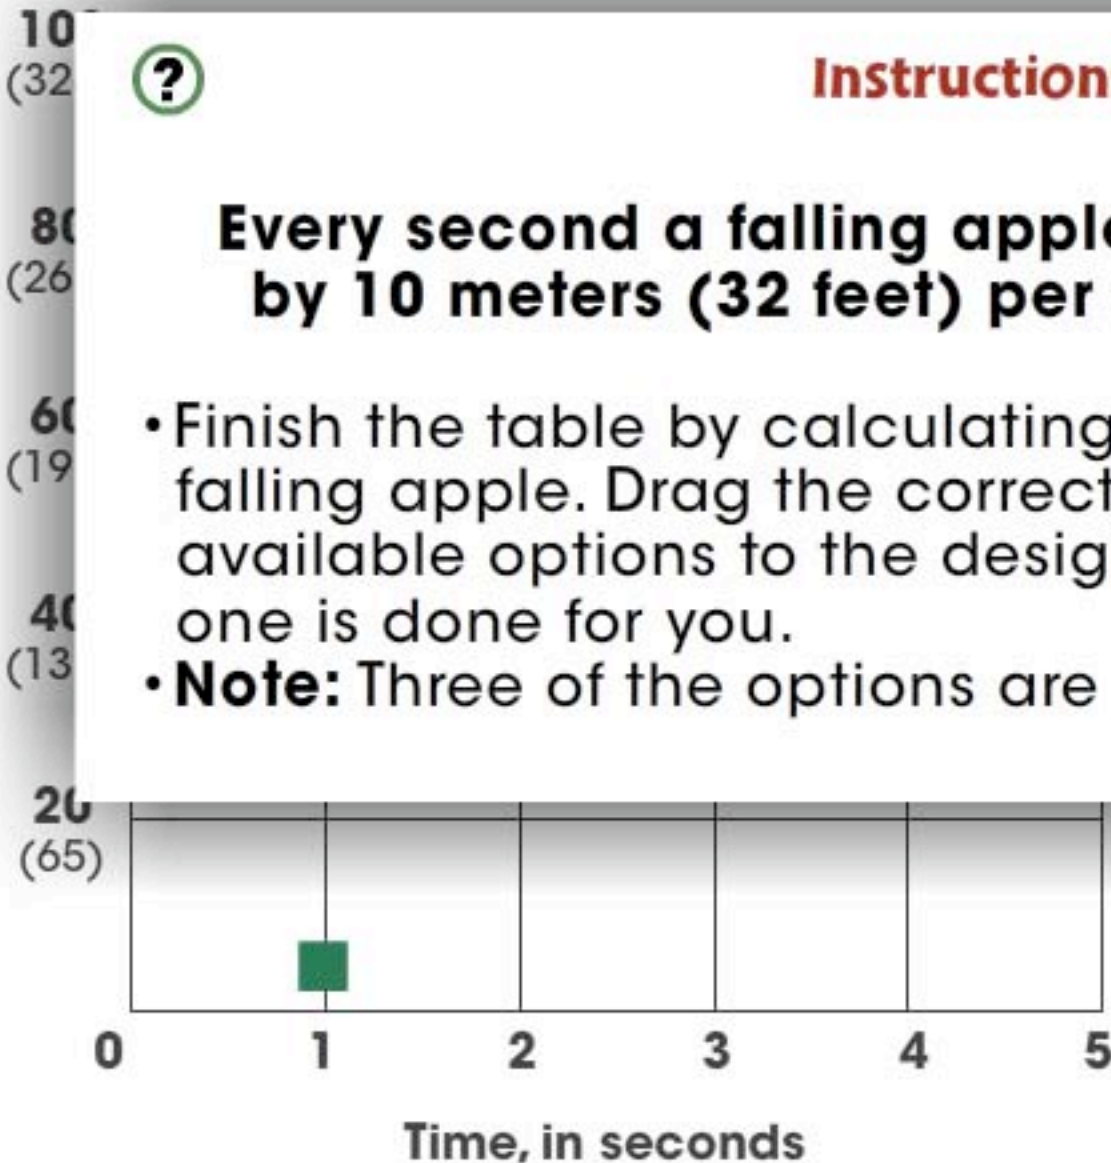 ?
Instruction
Every second a falling apple
by 10 meters (32 feet) per
• Finish the table by calculating
falling apple. Drag the correct
available options to the desig
one is done for you.
• Note: Three of the options are
80
(26
60
(19
40
(13
20
(65)
0 1 2 3 4 5
Time, in seconds